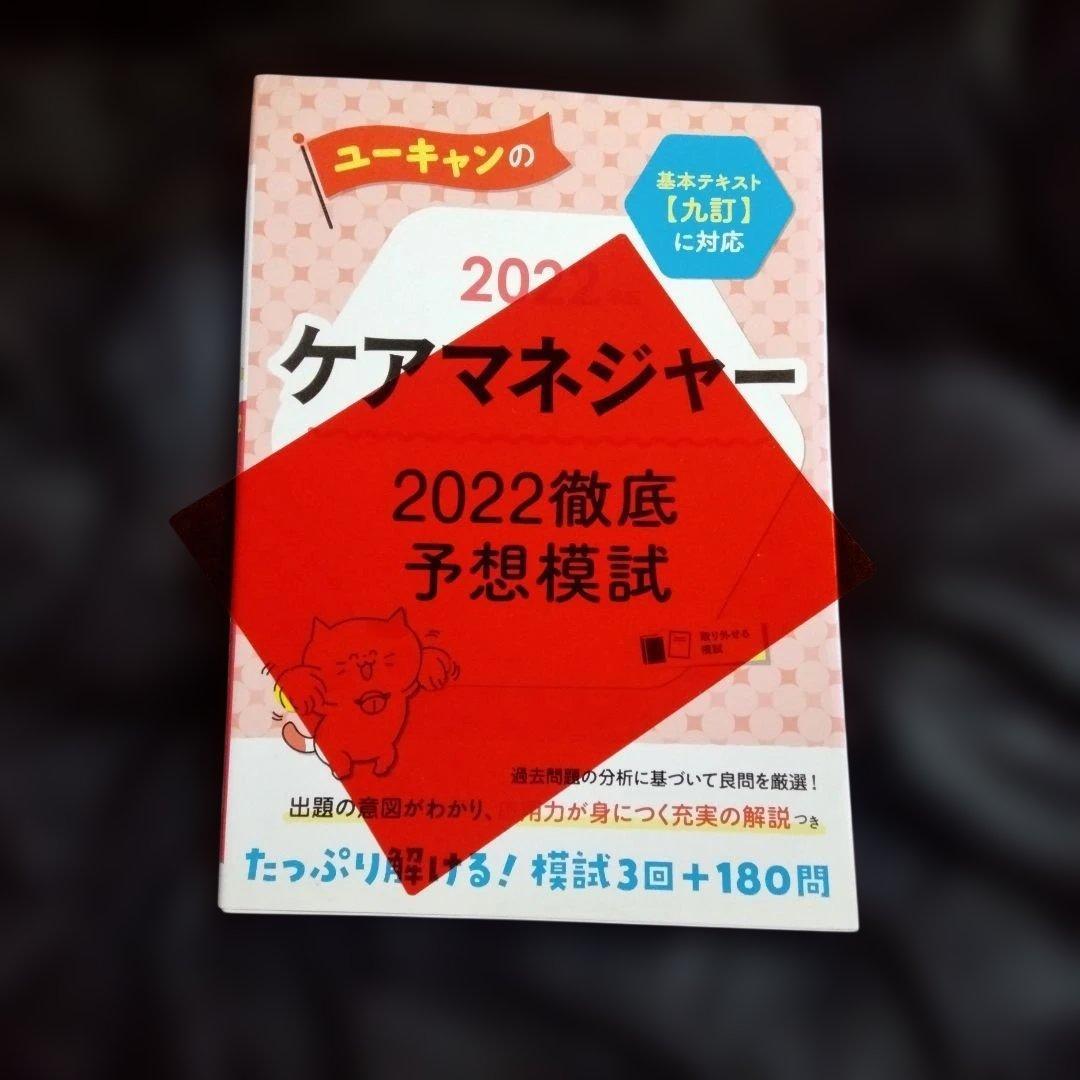 ユーキャンの
基本テキスト
【九訂】
に対応
2022
ケアマネジャー
2022徹底
予想模試
取り外せる
模試
過去問題の分析に基づいて良問を厳選!
出題の意図がわかり、応用力が身につく充実の解説つき
たっぷり解ける!模試3回+180問